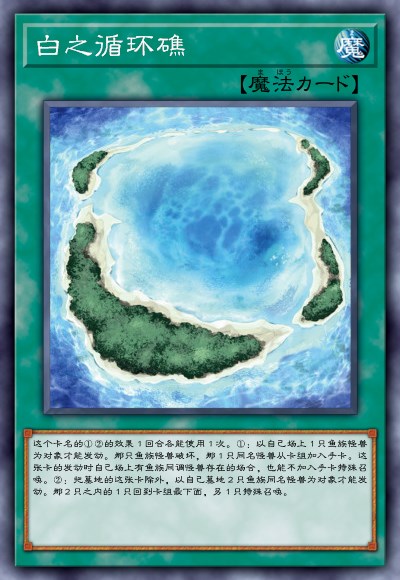 白之循环礁
魔
【魔法カード】
ま ほう
这个卡名的①②的效果1回合各能使用1次。①：以自己场上1只鱼族怪兽
为对象才能发动。那只鱼族怪兽破坏，那1只同名怪兽从卡组加入手卡。这
张卡的发动时自己场上有鱼族同调怪兽存在的场合，也能不加入手卡特殊召
唤。②：把墓地的这张卡除外，以自己墓地2只鱼族同名怪兽为对象才能发
动。那2只之内的1只回到卡组最下面，另1只特殊召唤。